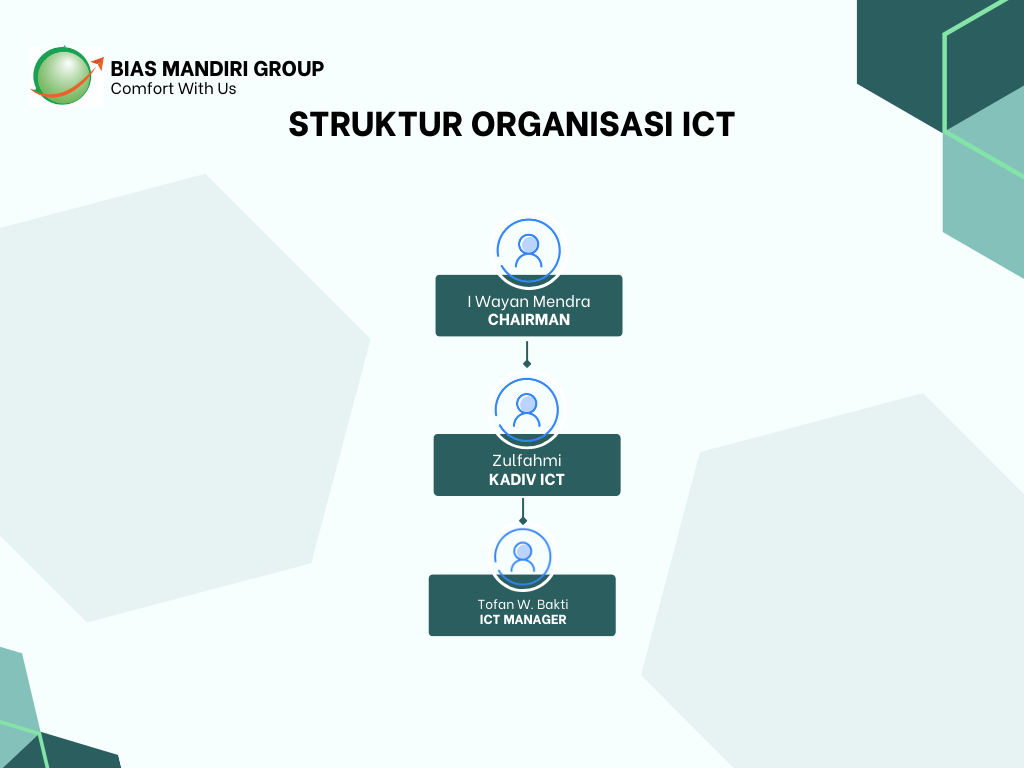 BIAS MANDIRI GROUP
Comfort With Us
STRUKTUR ORGANISASI ICT
I Wayan Mendra
CHAIRMAN
Zulfahmi
KADIV ICT
Tofan W. Bakti
ICT MANAGER